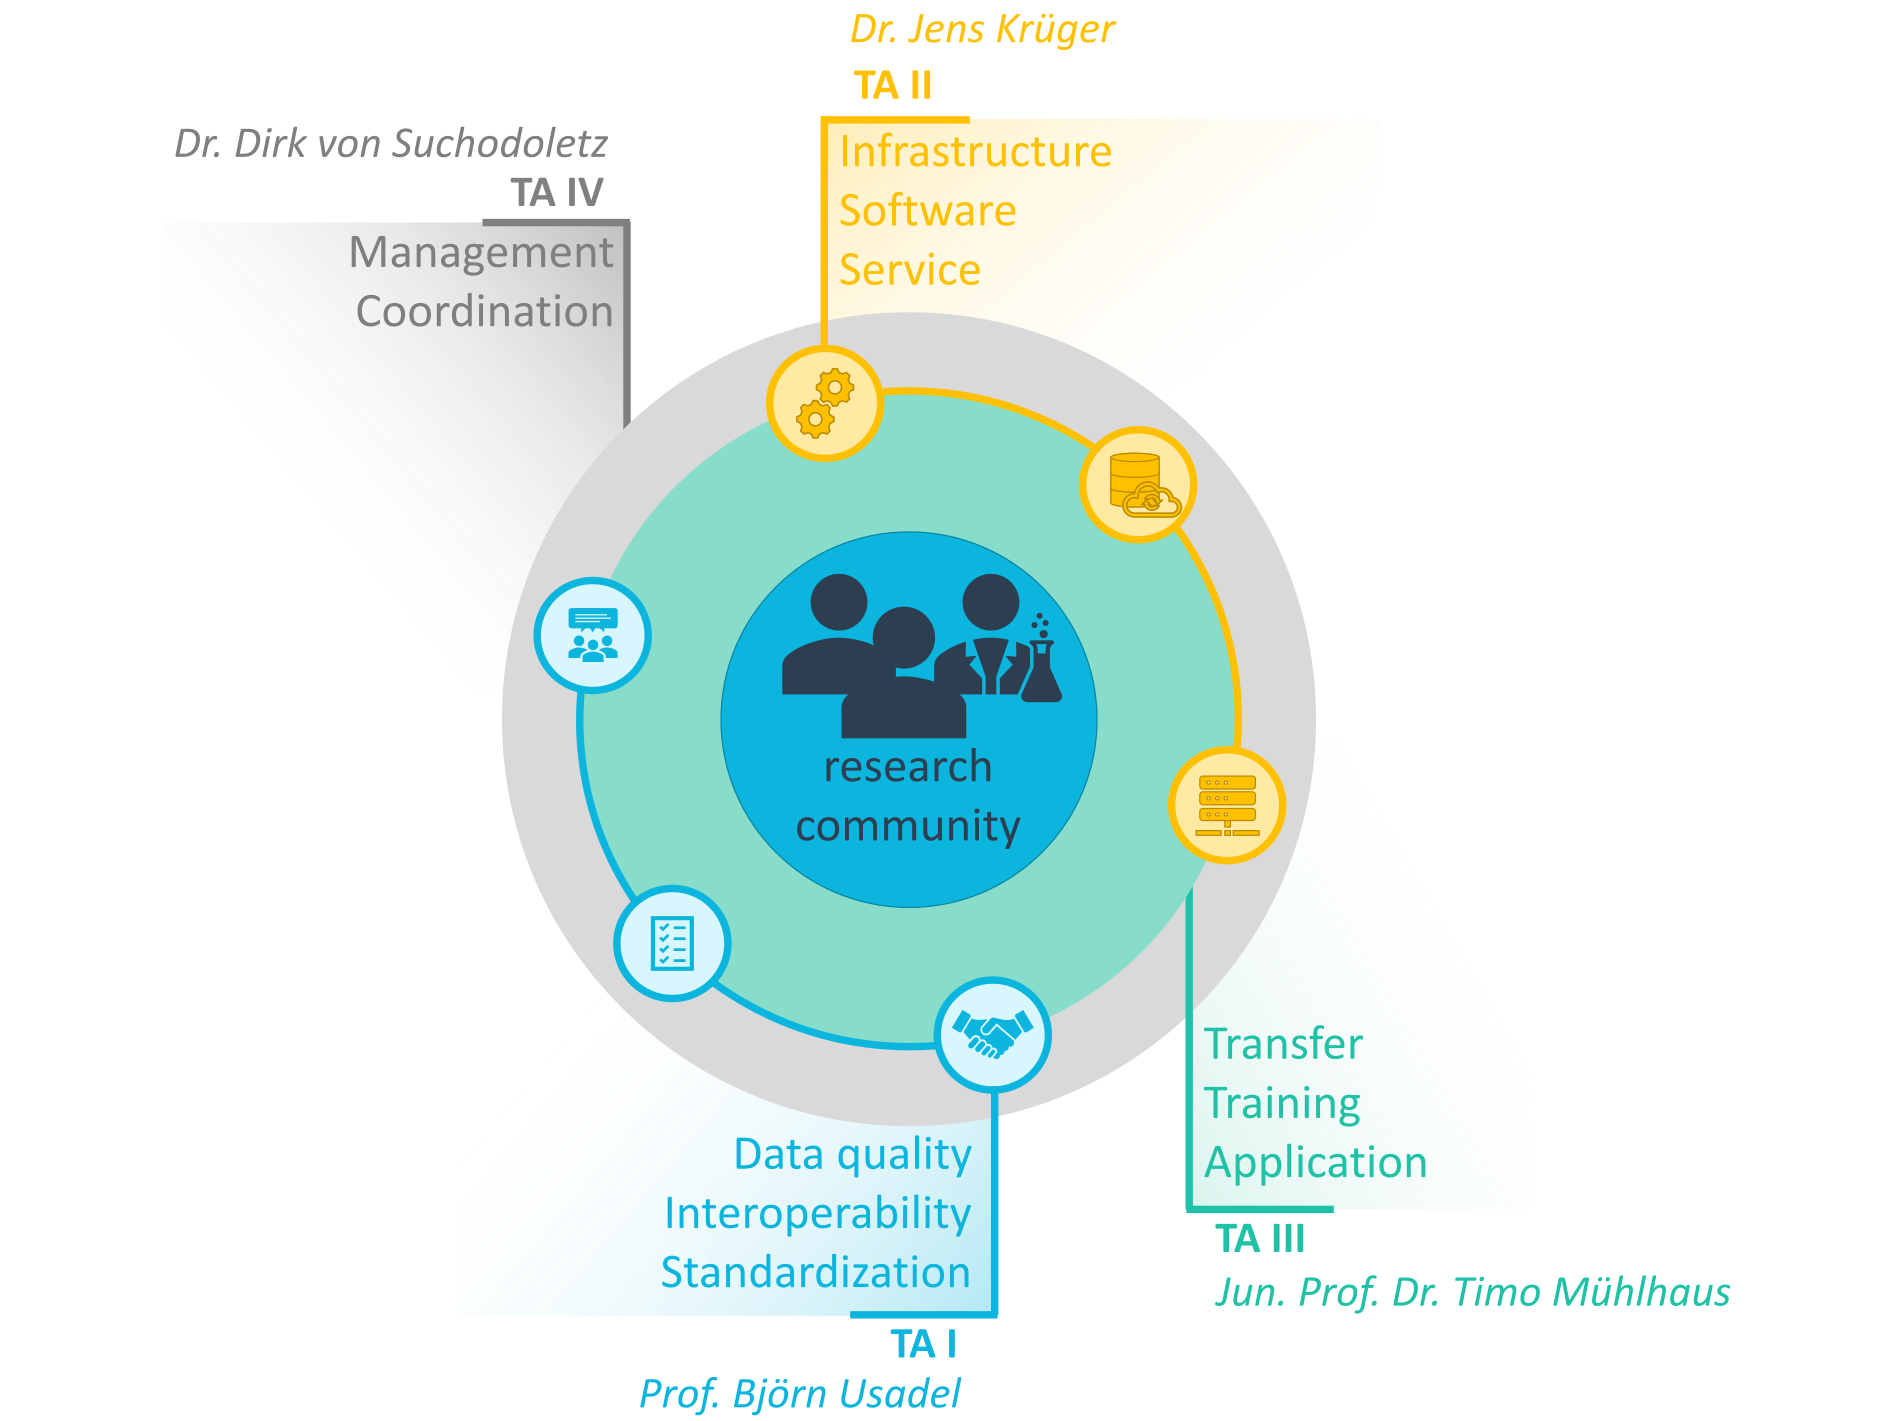 Dr. Jens Krüger
TA II
Infrastructure
Software
Service
Dr. Dirk von Suchodoletz
TA IV
Management
Coordination
research
community
Transfer
Training
Application
TA III
Jun. Prof. Dr. Timo Mühlhaus
Data quality
Interoperability
Standardization
TA I
Prof. Björn Usadel